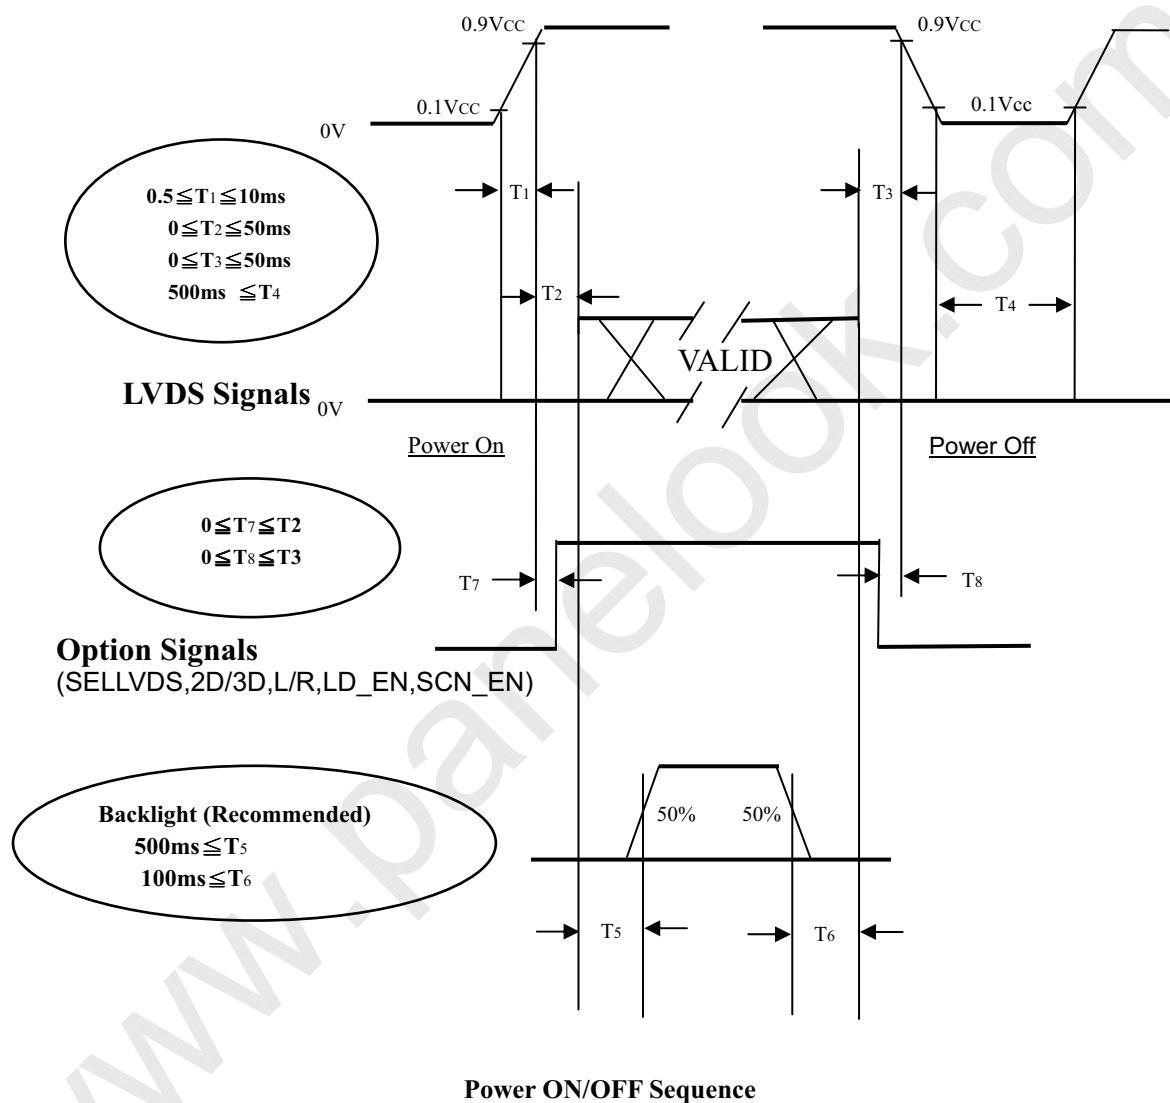 0.9VCC
0.9VCC
0.1VCC
0.1Vcc
0V
0.5≦T1≦10ms
0≦T2≦50ms
0≦T3≦50ms
500ms ≦T4
T1
T3
T2
T4
VALID
LVDS Signals
0V
Power On
Power Off
0≦T7≦T2
0≦T8≦T3
T7
T8
Option Signals
(SELLVDS,2D/3D,L/R,LD_EN,SCN_EN)
Backlight (Recommended)
500ms≦T5
100ms≦T6
50%
50%
T5
T6
Power ON/OFF Sequence
www.panelook.com